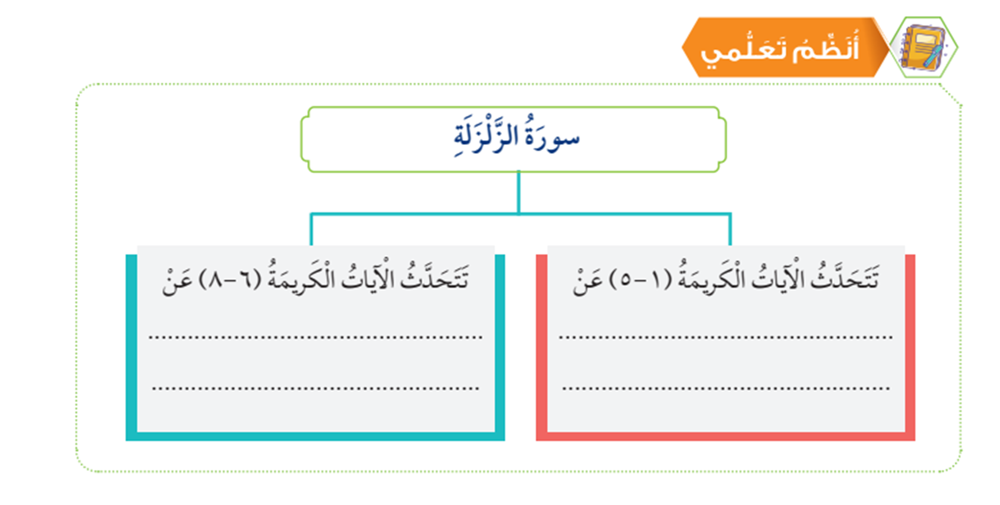 أُنَظِّمُ تَعَلُّمي
سورَةُ الزَّلْزَلَةِ
تَتَحَدَّثُ الْآياتُ الْكَريمَةُ (١-٥) عَنْ
................................................
................................................
تَتَحَدَّثُ الْآياتُ الْكَريمَةُ (٦-٨) عَنْ
................................................
................................................